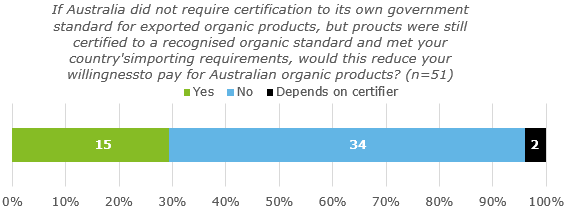 If Australia did not require certification to its own government
standard for exported organic products, but proucts were still
certified to a recognised organic standard and met your
country'simporting requirements, would this reduce your
willingnessto pay for Australian organic products? (n=51)
Yes No Depends on certifier
15 34 2
0% 10% 20% 30% 40% 50% 60% 70% 80% 90% 100%